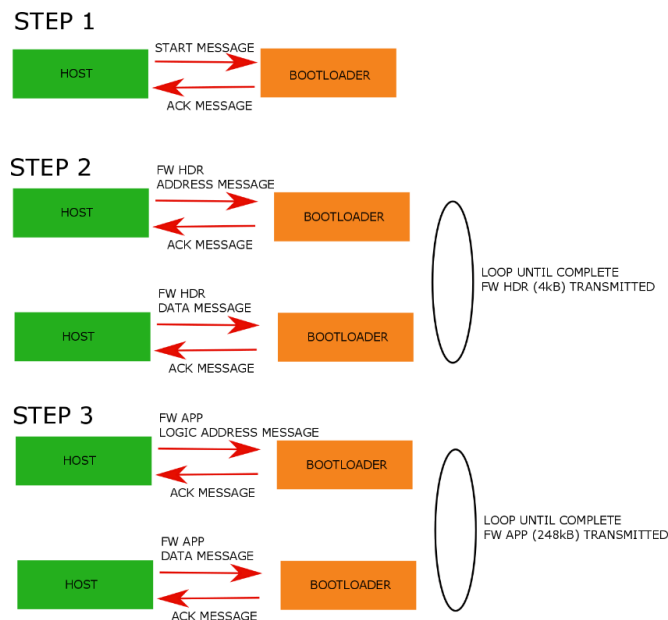 STEP 1
START MESSAGE
HOST
BOOTLOADER
ACK MESSAGE
STEP 2
FW HDR
ADDRESS MESSAGE
HOST
BOOTLOADER
ACK MESSAGE
LOOP UNTIL COMPLETE
FW HDR (4kB) TRANSMITTED
FW HDR
DATA MESSAGE
HOST
BOOTLOADER
ACK MESSAGE
STEP 3
FW APP
LOGIC ADDRESS MESSAGE
HOST
BOOTLOADER
ACK MESSAGE
LOOP UNTIL COMPLETE
FW APP (248kB) TRANSMITTED
FW APP
DATA MESSAGE
HOST
BOOTLOADER
ACK MESSAGE